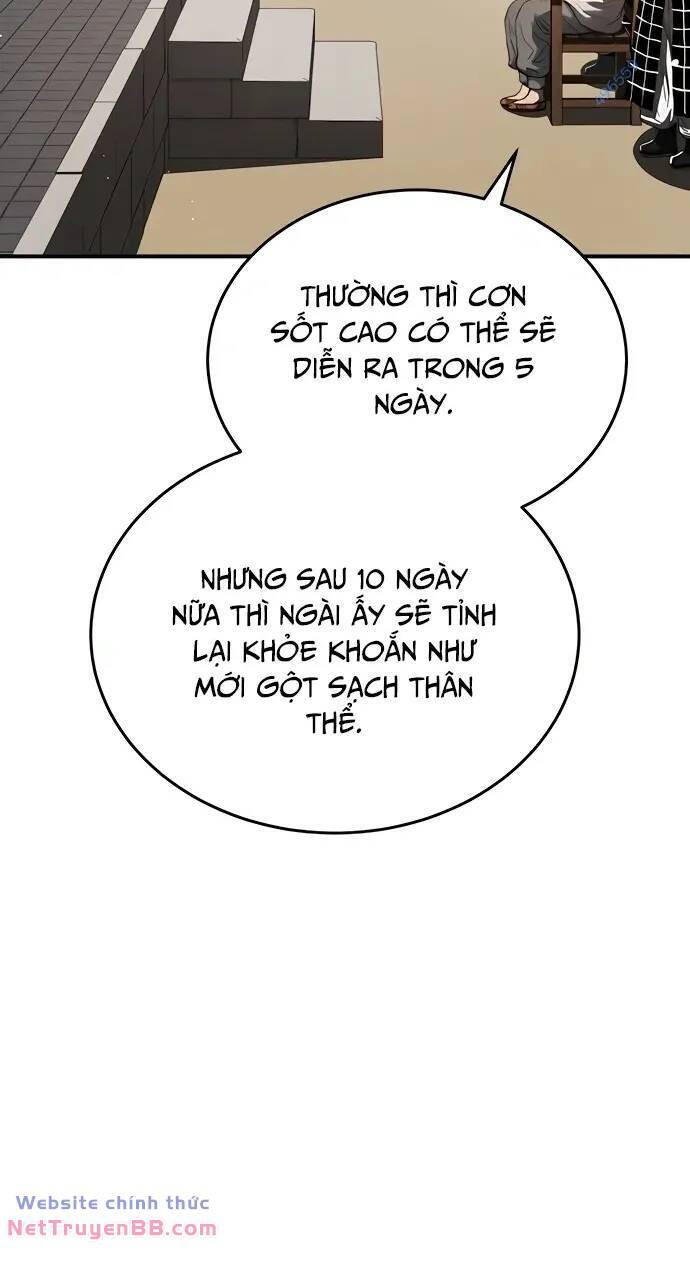 THƯỜNG THÌ CƠN
SỐT CAO CÓ THỂ SẼ
DIỄN RA TRONG 5
NGÀY.
NHƯNG SAU 10 NGÀY
NỮA THÌ NGÀI ẤY SẼ TỈNH
LẠI KHỎE KHOẮN NHƯ
MỚI GỘT SẠCH THÂN
THỂ.
Website chính thức
NetTruyenBB.com